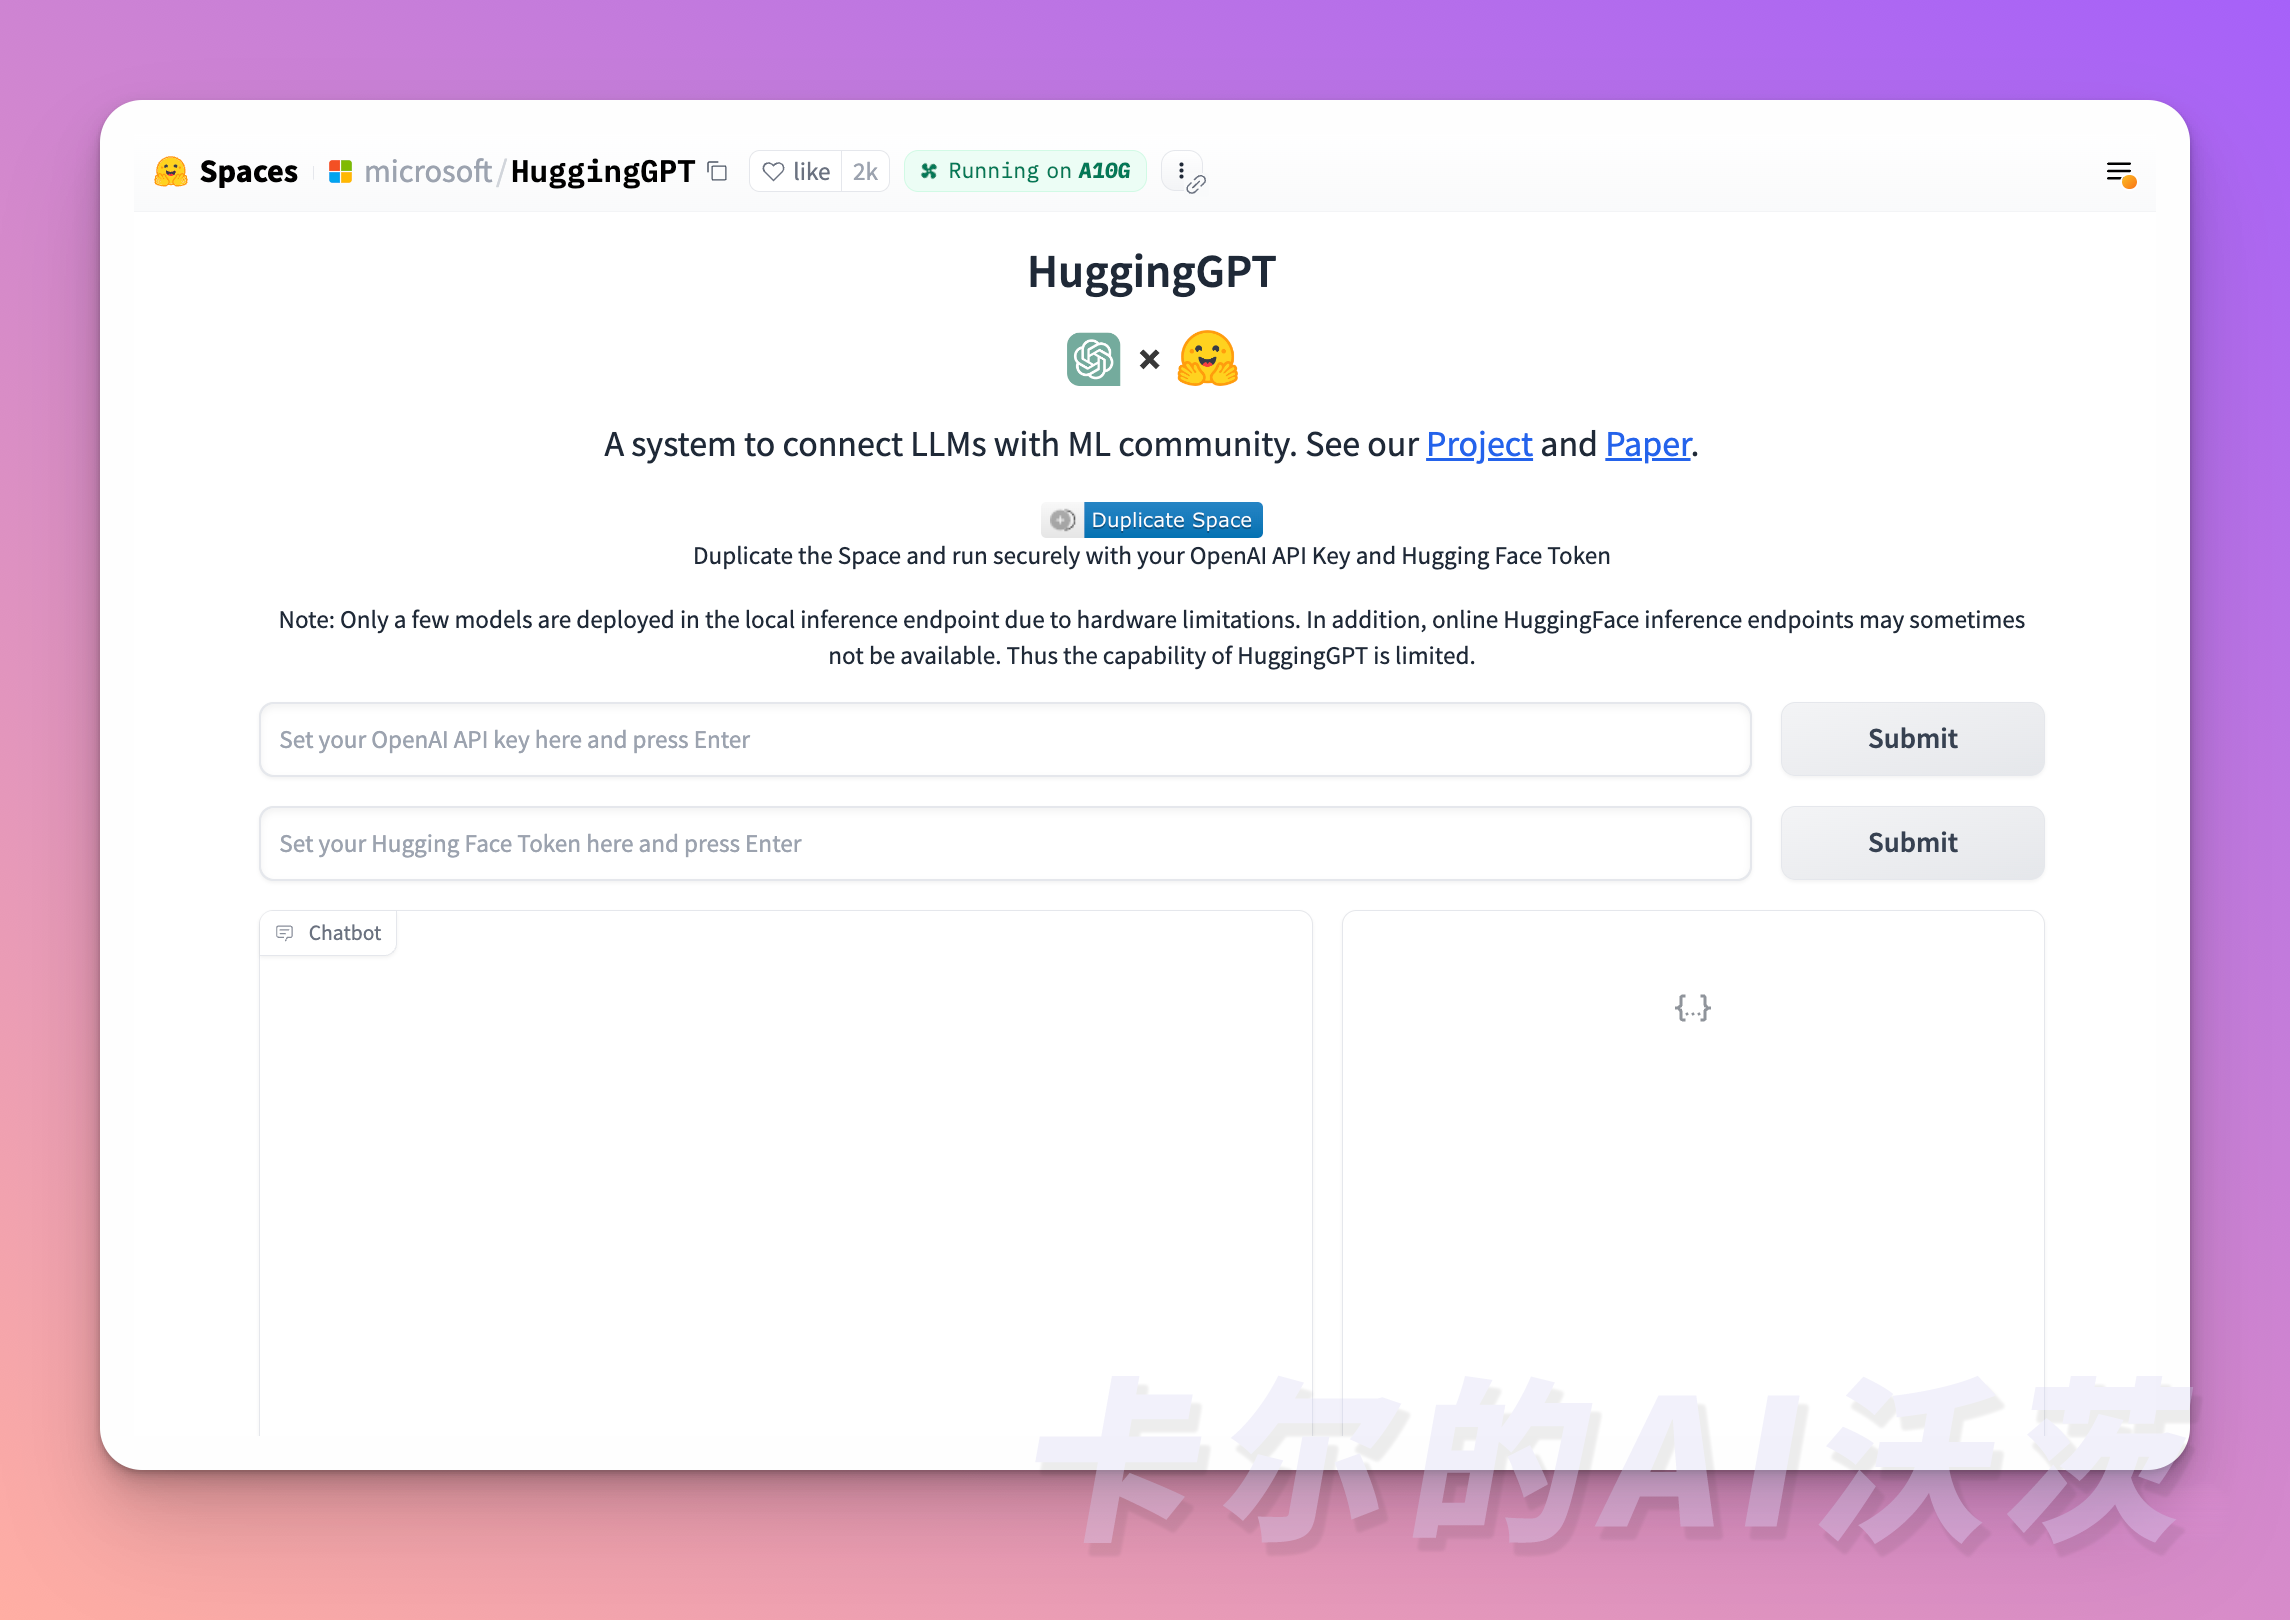 Spaces microsoft/HuggingGPT like 2k Running on A10G
HuggingGPT
A system to connect LLMs with ML community. See our Project and Paper.
Duplicate Space
Duplicate the Space and run securely with your OpenAI API Key and Hugging Face Token
Note: Only a few models are deployed in the local inference endpoint due to hardware limitations. In addition, online HuggingFace inference endpoints may sometimes
not be available. Thus the capability of HuggingGPT is limited.
Set your OpenAI API key here and press Enter Submit
Set your Hugging Face Token here and press Enter Submit
Chatbot
{...}
卡尔的AI沃茨